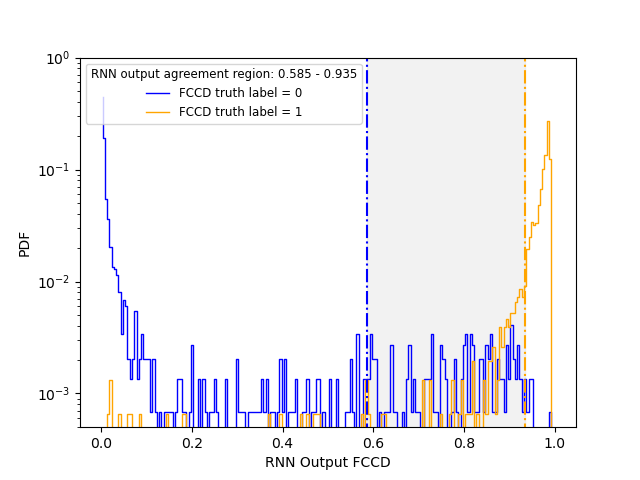 RNN output agreement region: 0.585 - 0.935
FCCD truth label = 0
FCCD truth label = 1
10⁰
10⁻¹
10⁻²
10⁻³
PDF
0.0 0.2 0.4 0.6 0.8 1.0
RNN Output FCCD